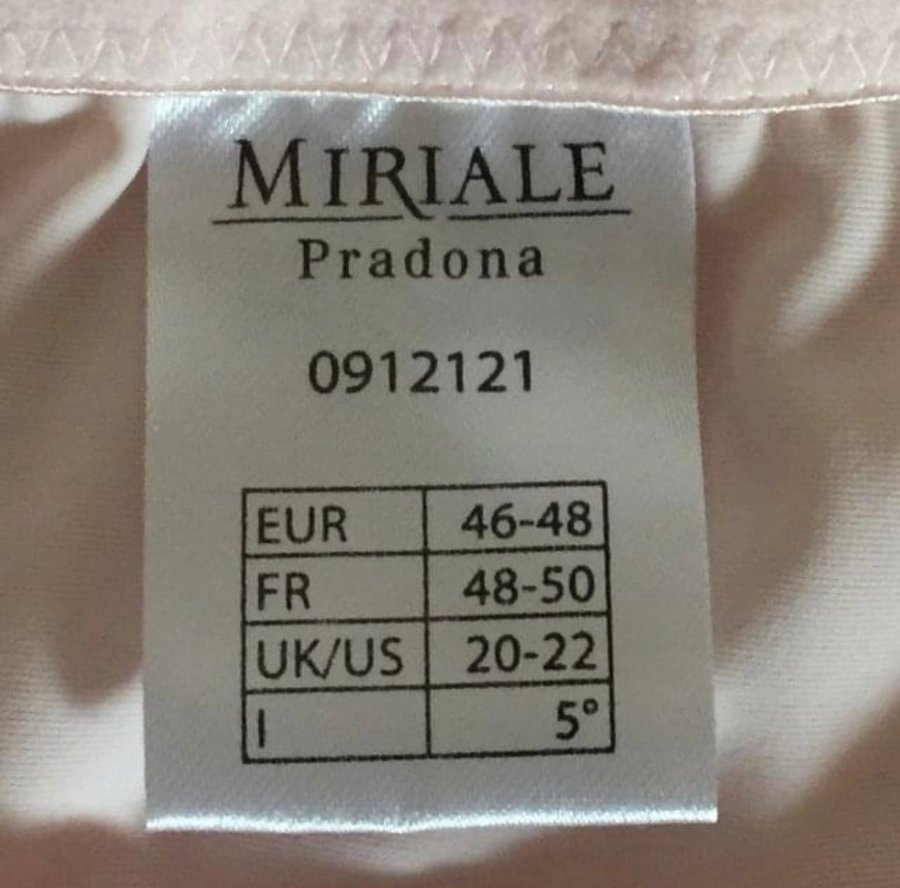 MIRIALE
Pradona
0912121
EUR 46-48
FR 48-50
UK/US 20-22
I 5°